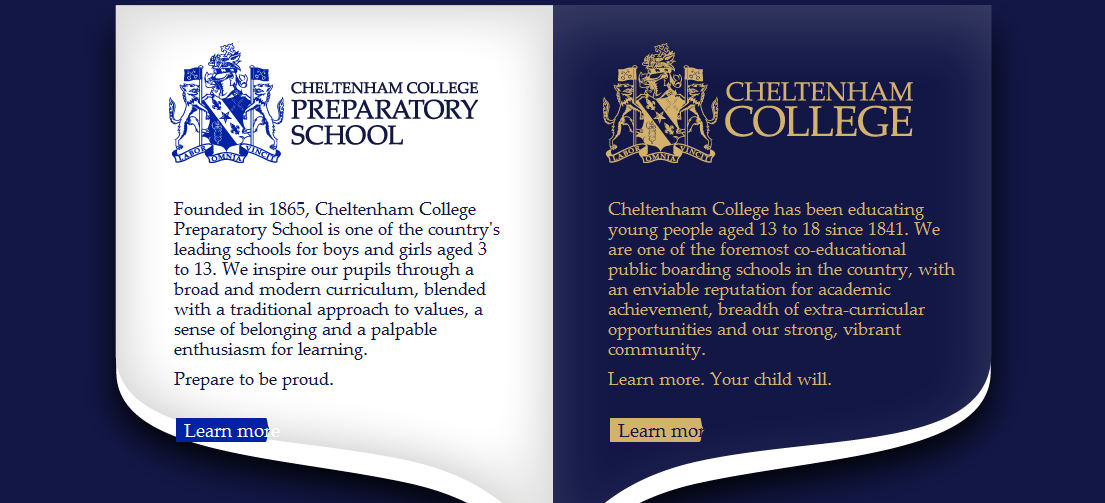 CHELTENHAM COLLEGE
PREPARATORY
SCHOOL
LABOR OMNIA VINCIT
Founded in 1865, Cheltenham College
Preparatory School is one of the country's
leading schools for boys and girls aged 3
to 13. We inspire our pupils through a
broad and modern curriculum, blended
with a traditional approach to values, a
sense of belonging and a palpable
enthusiasm for learning.
Prepare to be proud.
Learn more
CHELTENHAM
COLLEGE
LABOR OMNIA VINCIT
Cheltenham College has been educating
young people aged 13 to 18 since 1841. We
are one of the foremost co-educational
public boarding schools in the country, with
an enviable reputation for academic
achievement, breadth of extra-curricular
opportunities and our strong, vibrant
community.
Learn more. Your child will.
Learn more